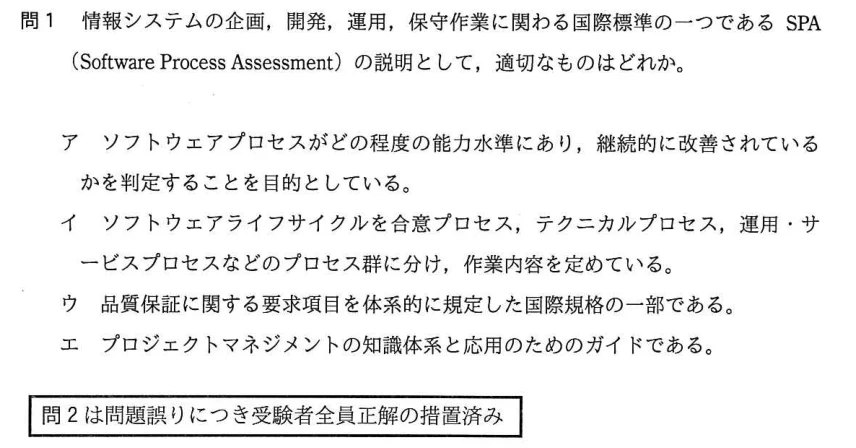 問1 情報システムの企画，開発，運用，保守作業に関わる国際標準の一つである SPA
（Software Process Assessment）の説明として，適切なものはどれか。
ア ソフトウェアプロセスがどの程度の能力水準にあり，継続的に改善されている
かを判定することを目的としている。
イ ソフトウェアライフサイクルを合意プロセス，テクニカルプロセス，運用・サ
ービスプロセスなどのプロセス群に分け，作業内容を定めている。
ウ 品質保証に関する要求項目を体系的に規定した国際規格の一部である。
エ プロジェクトマネジメントの知識体系と応用のためのガイドである。
問2は問題誤りにつき受験者全員正解の措置済み